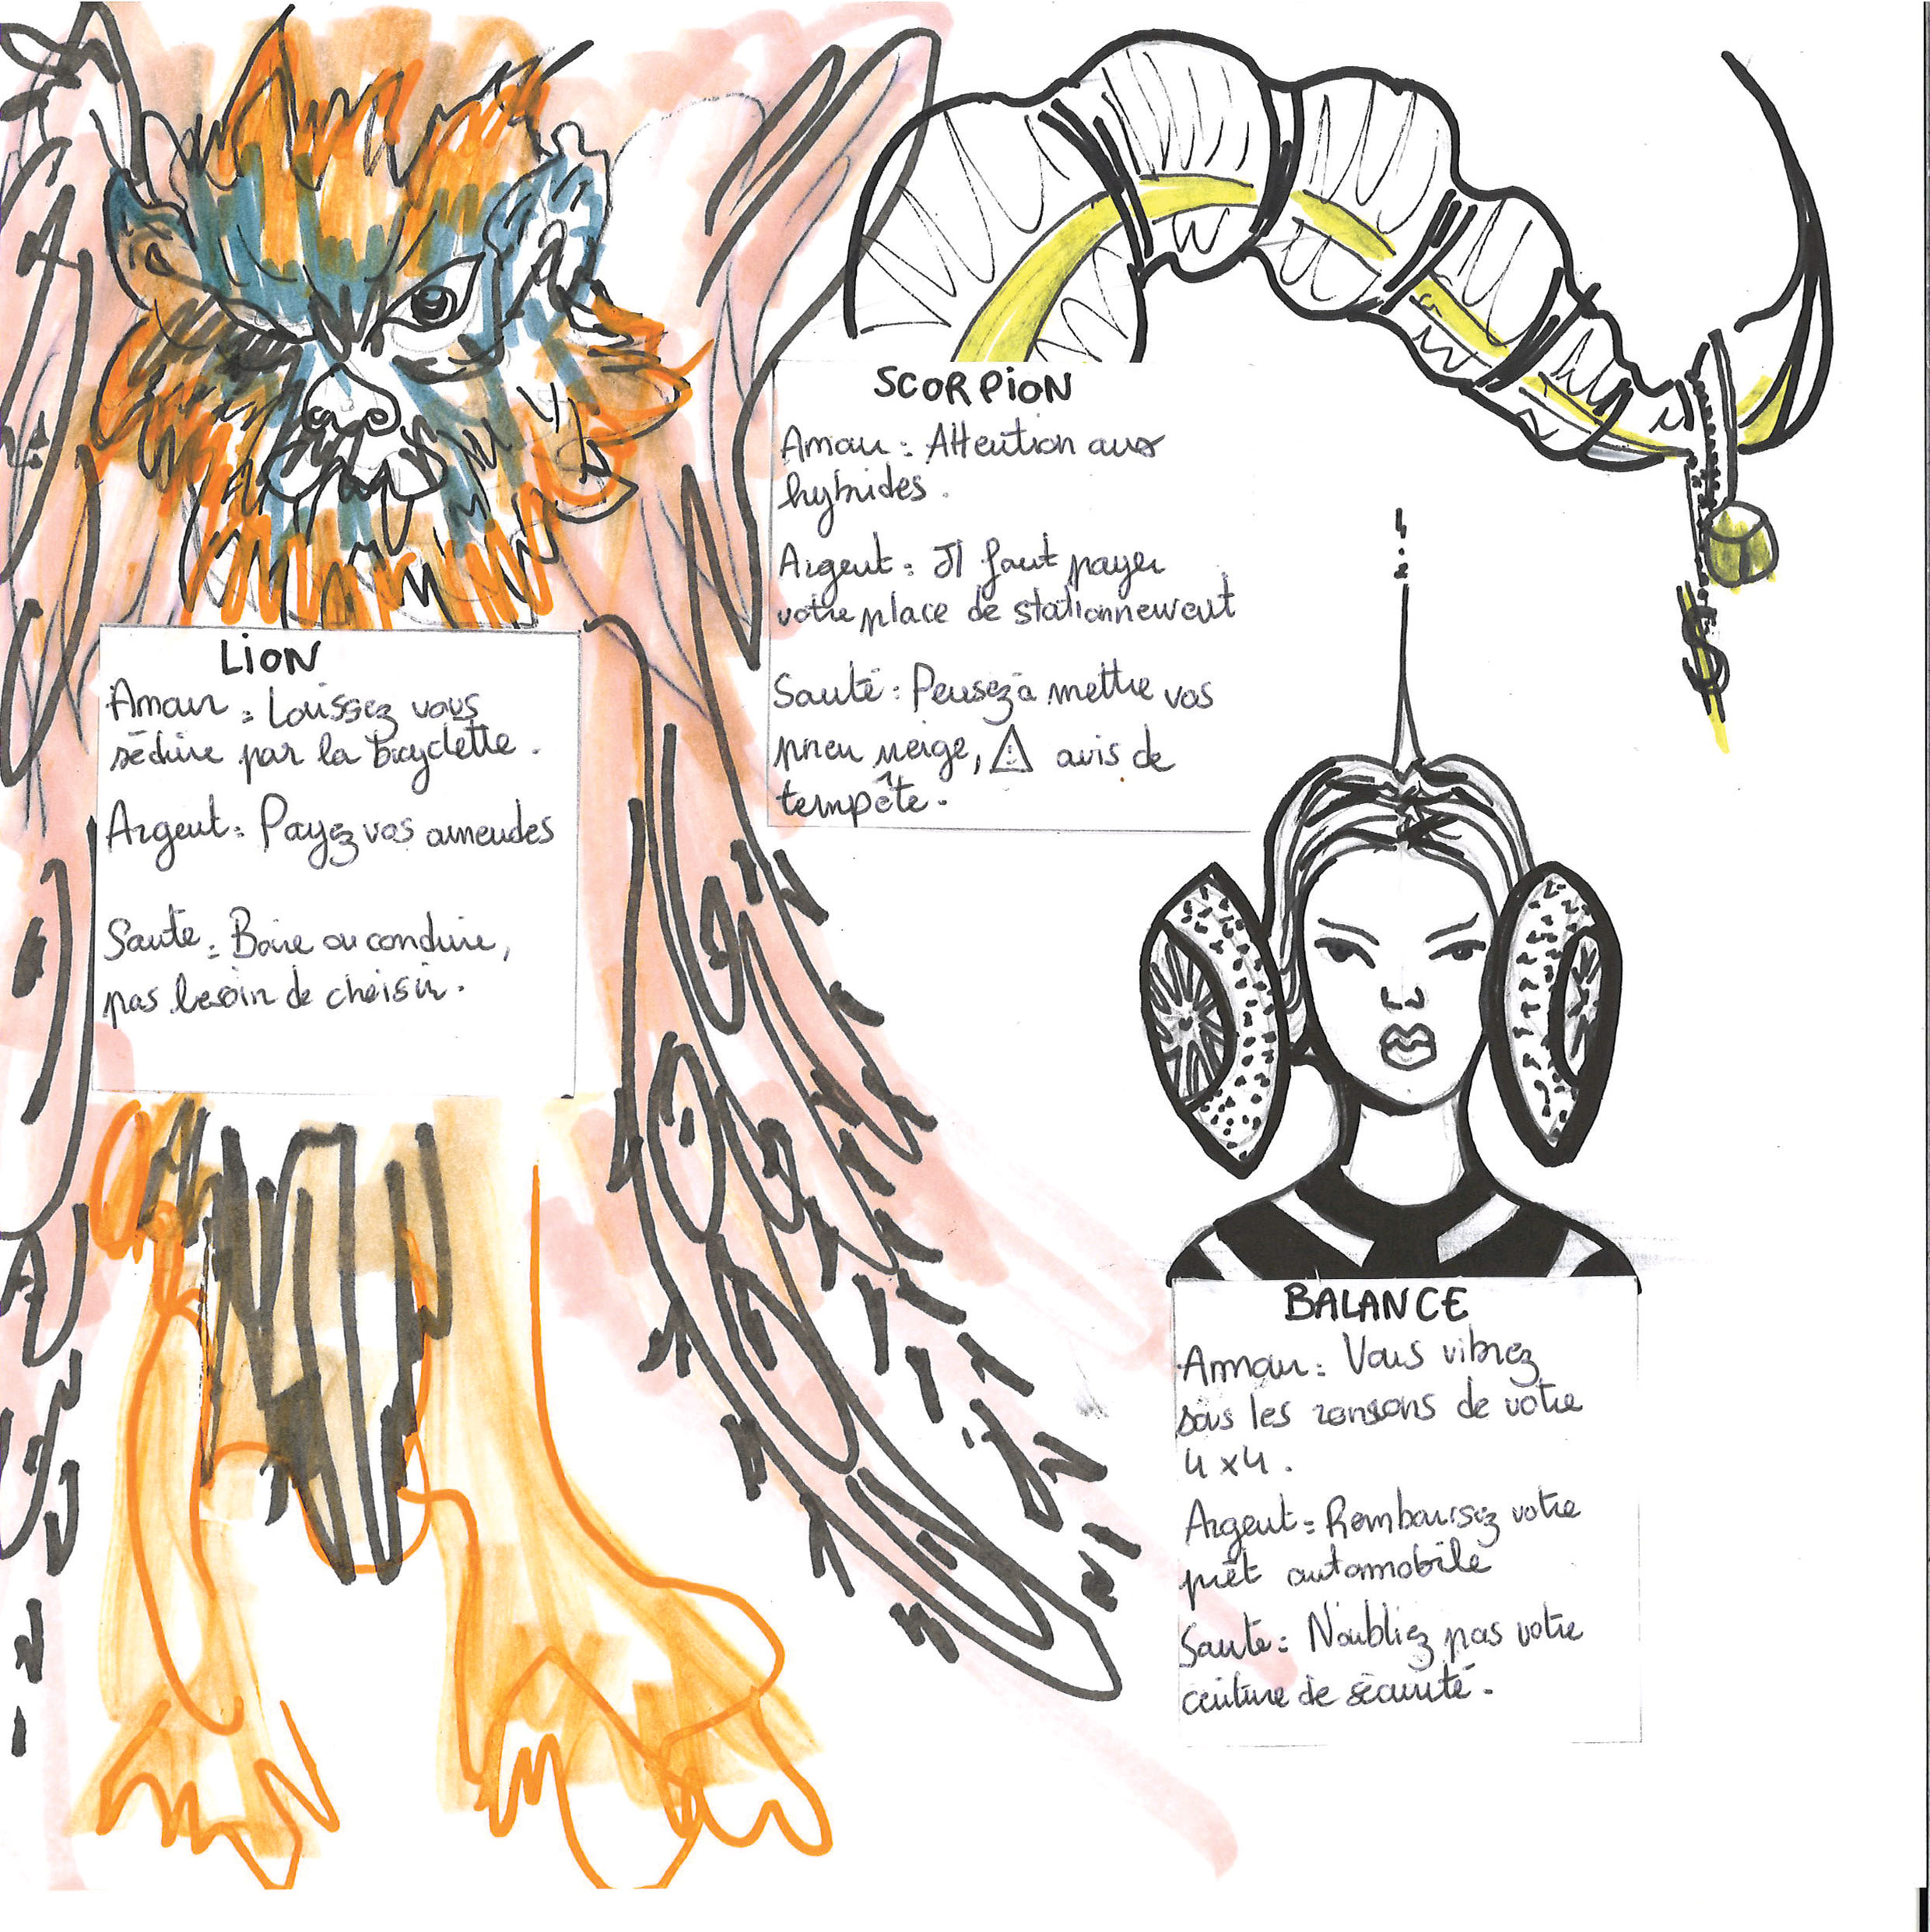 LION
Amour : Laissez vous
séduire par la bicyclette.
Argent : Payez vos amendes
Santé : Boire ou conduire,
pas besoin de choisir.
SCORPION
Amour : Attention aux
hybrides.
Argent : Il faut payer
votre place de stationnement
Santé : Pensez à mettre vos
pneu neige, ⚠ avis de
tempête.
$
BALANCE
Amour : Vous vibrez
sous les ronrons de votre
4x4.
Argent : Remboursez votre
prêt automobile
Santé : N'oubliez pas votre
ceinture de sécurité.